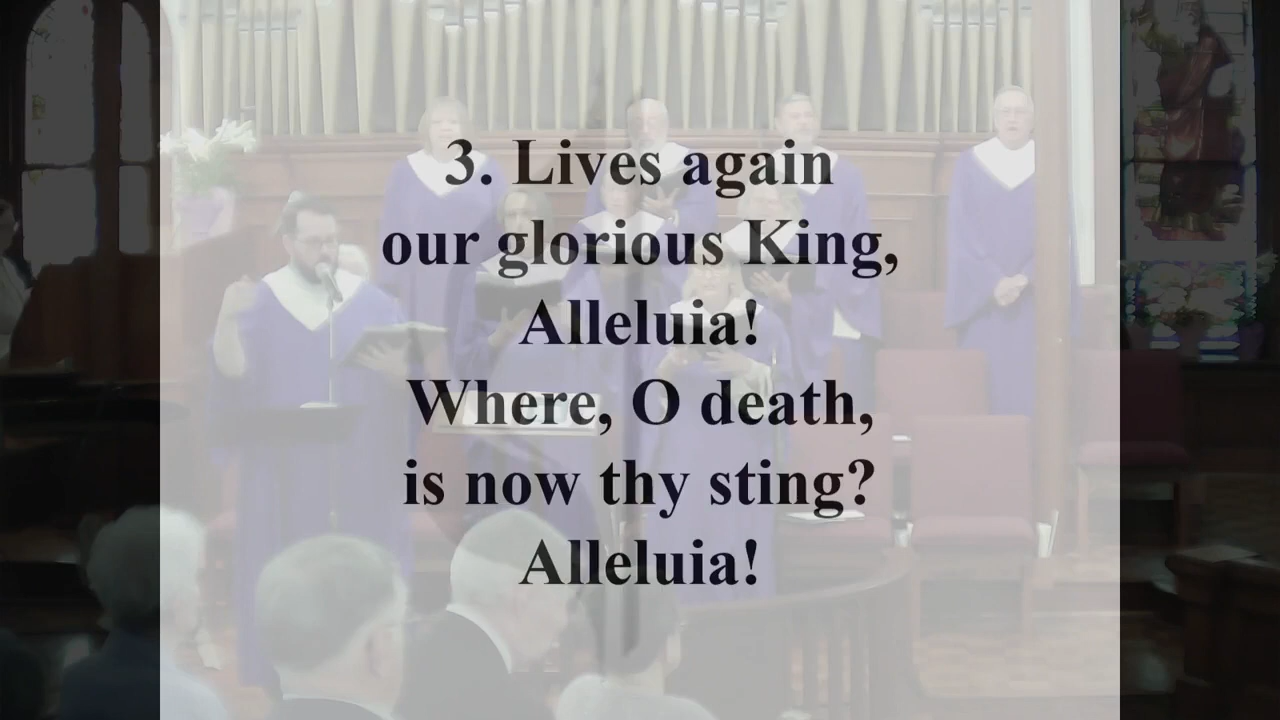 3. Lives again
our glorious King,
Alleluia!
Where, O death,
is now thy sting?
Alleluia!